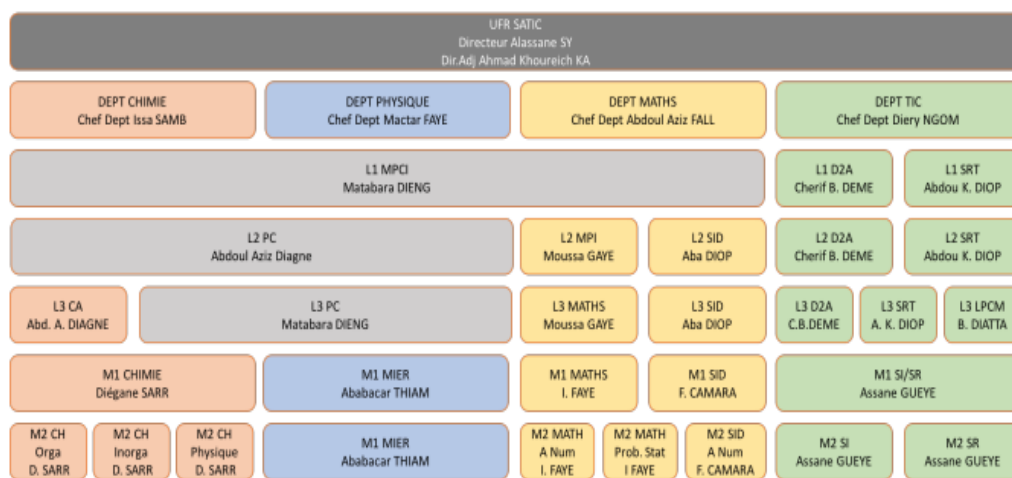 UFR SATIC
Directeur Alassane SY
Dir.Adj Ahmad Khoureich KA
DEPT CHIMIE
Chef Dept Issa SAMB
DEPT PHYSIQUE
Chef Dept Mactar FAYE
DEPT MATHS
Chef Dept Abdoul Aziz FALL
DEPT TIC
Chef Dept Diery NGOM
L1 MPCI
Matabara DIENG
L1 D2A
Cherif B. DEME
L1 SRT
Abdou K. DIOP
L2 PC
Abdoul Aziz Diagne
L2 MPI
Moussa GAYE
L2 SID
Aba DIOP
L2 D2A
Cherif B. DEME
L2 SRT
Abdou K. DIOP
L3 CA
Abd. A. DIAGNE
L3 PC
Matabara DIENG
L3 MATHS
Moussa GAYE
L3 SID
Aba DIOP
L3 D2A
C.B.DEME
L3 SRT
A. K. DIOP
L3 LPCM
B. DIATTA
M1 CHIMIE
Diégane SARR
M1 MIER
Ababacar THIAM
M1 MATHS
I. FAYE
M1 SID
F. CAMARA
M1 SI/SR
Assane GUEYE
M2 CH
Orga
D. SARR
M2 CH
Inorga
D. SARR
M2 CH
Physique
D. SARR
M1 MIER
Ababacar THIAM
M2 MATH
A Num
I. FAYE
M2 MATH
Prob. Stat
I FAYE
M2 SID
A Num
F. CAMARA
M2 SI
Assane GUEYE
M2 SR
Assane GUEYE